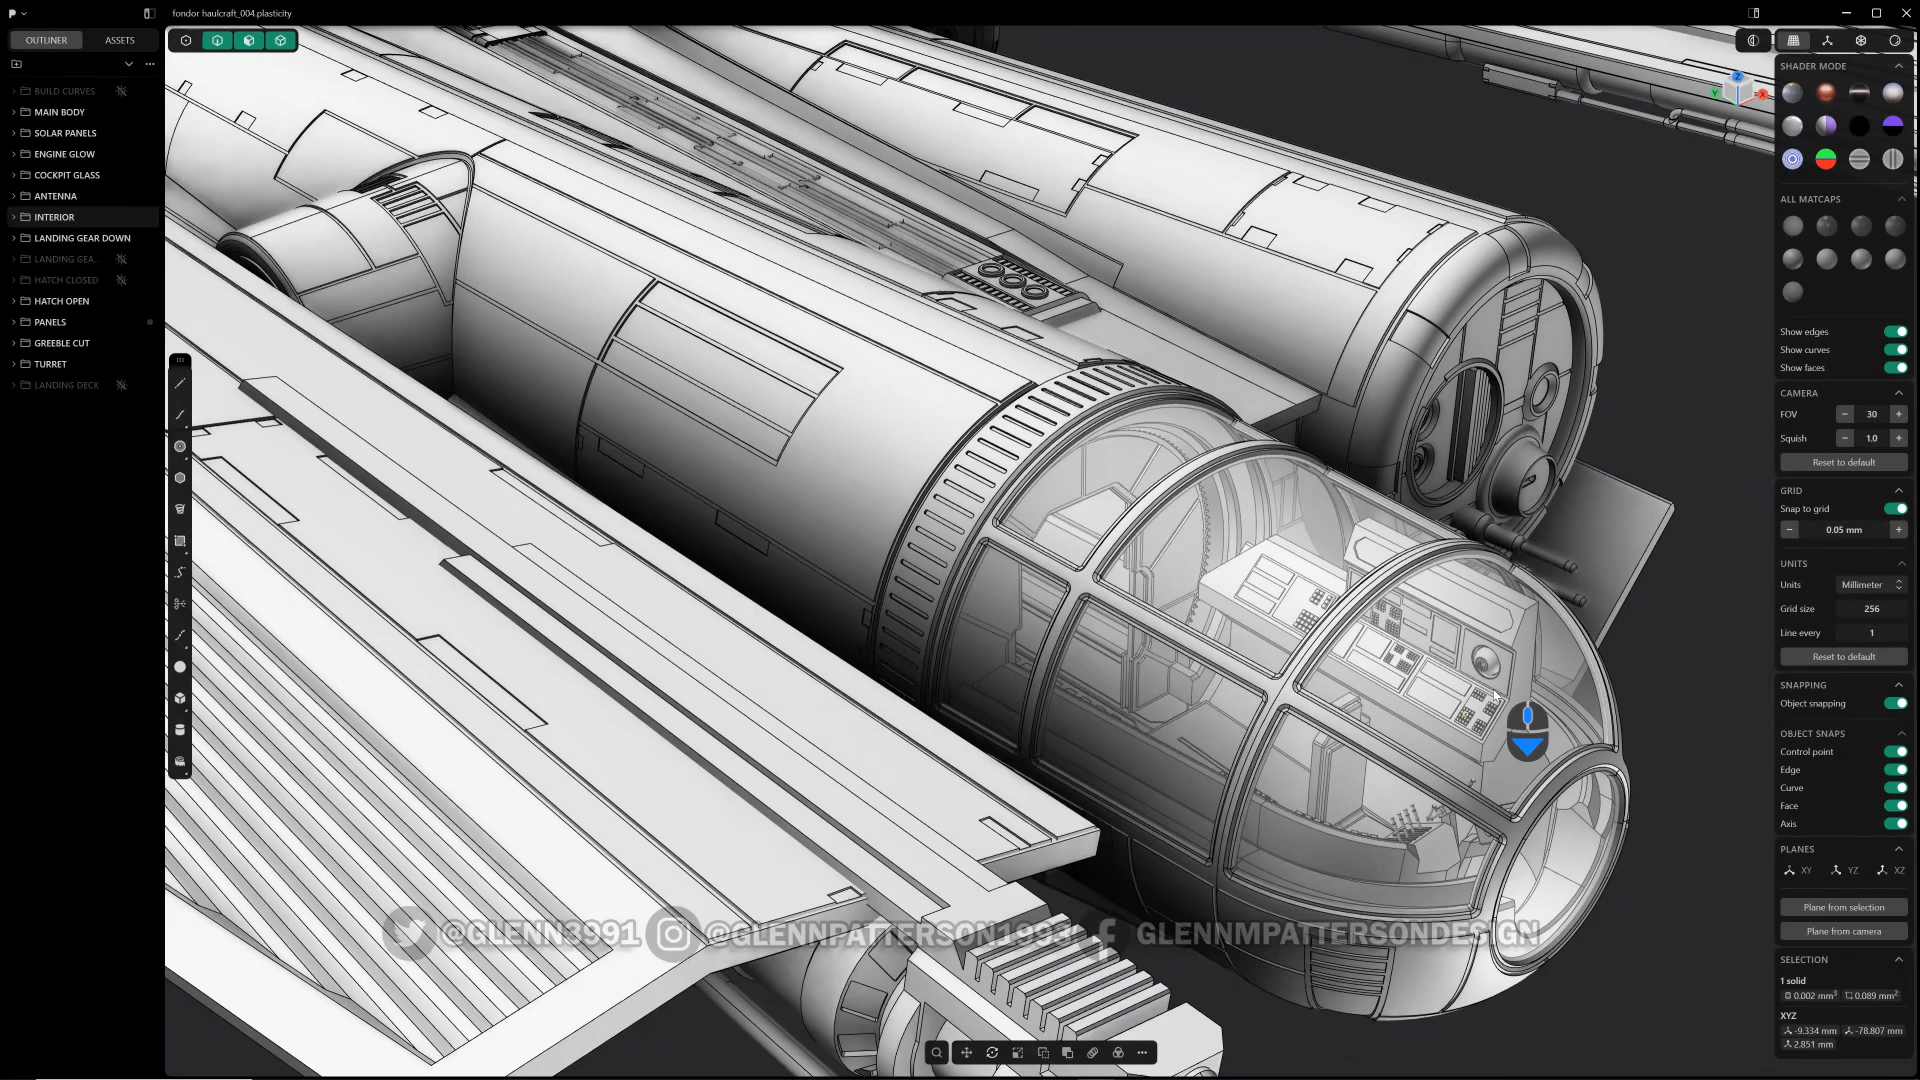 fondor haulcraft_004.plasticity
OUTLINER
ASSETS
BUILD CURVES
MAIN BODY
SOLAR PANELS
ENGINE GLOW
COCKPIT GLASS
ANTENNA
INTERIOR
LANDING GEAR DOWN
LANDING GEA...
HATCH CLOSED
HATCH OPEN
PANELS
GREEBLE CUT
TURRET
LANDING DECK
Z
Y
X
SHADER MODE
ALL MATCAPS
Show edges
Show curves
Show faces
CAMERA
FOV
− 30 +
Squish
− 1.0 +
Reset to default
GRID
Snap to grid
− 0.05 mm +
UNITS
Units Millimeter
Grid size 256
Line every 1
Reset to default
SNAPPING
Object snapping
OBJECT SNAPS
Control point
Edge
Curve
Face
Axis
PLANES
XY YZ XZ
Plane from selection
Plane from camera
SELECTION
1 solid
0.002 mm³ 0.089 mm²
XYZ
-9.334 mm -78.807 mm
2.851 mm
@GLENN3991 @GLENNPATTERSON1993 GLENNMPATTERSONDESIGN